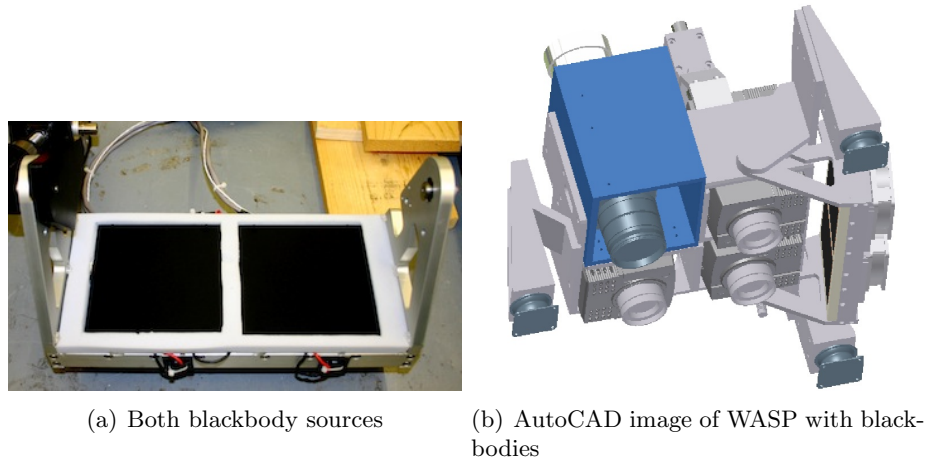 (a) Both blackbody sources
(b) AutoCAD image of WASP with black-
bodies